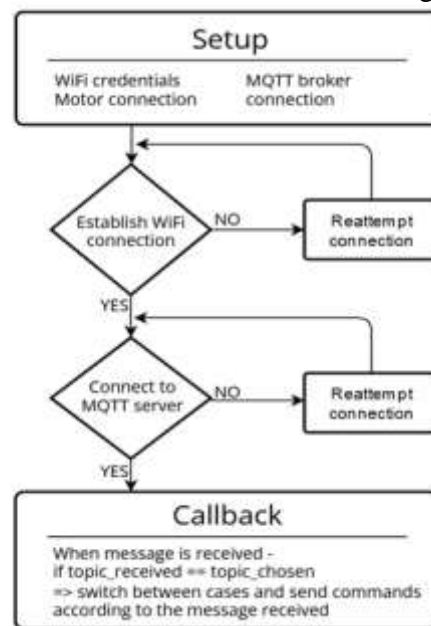 Setup
WiFi credentials
Motor connection
MQTT broker
connection
Establish WiFi
connection
NO
Reattempt
connection
YES
Connect to
MQTT server
NO
Reattempt
connection
YES
Callback
When message is received -
if topic_received == topic_chosen
=> switch between cases and send commands
according to the message received